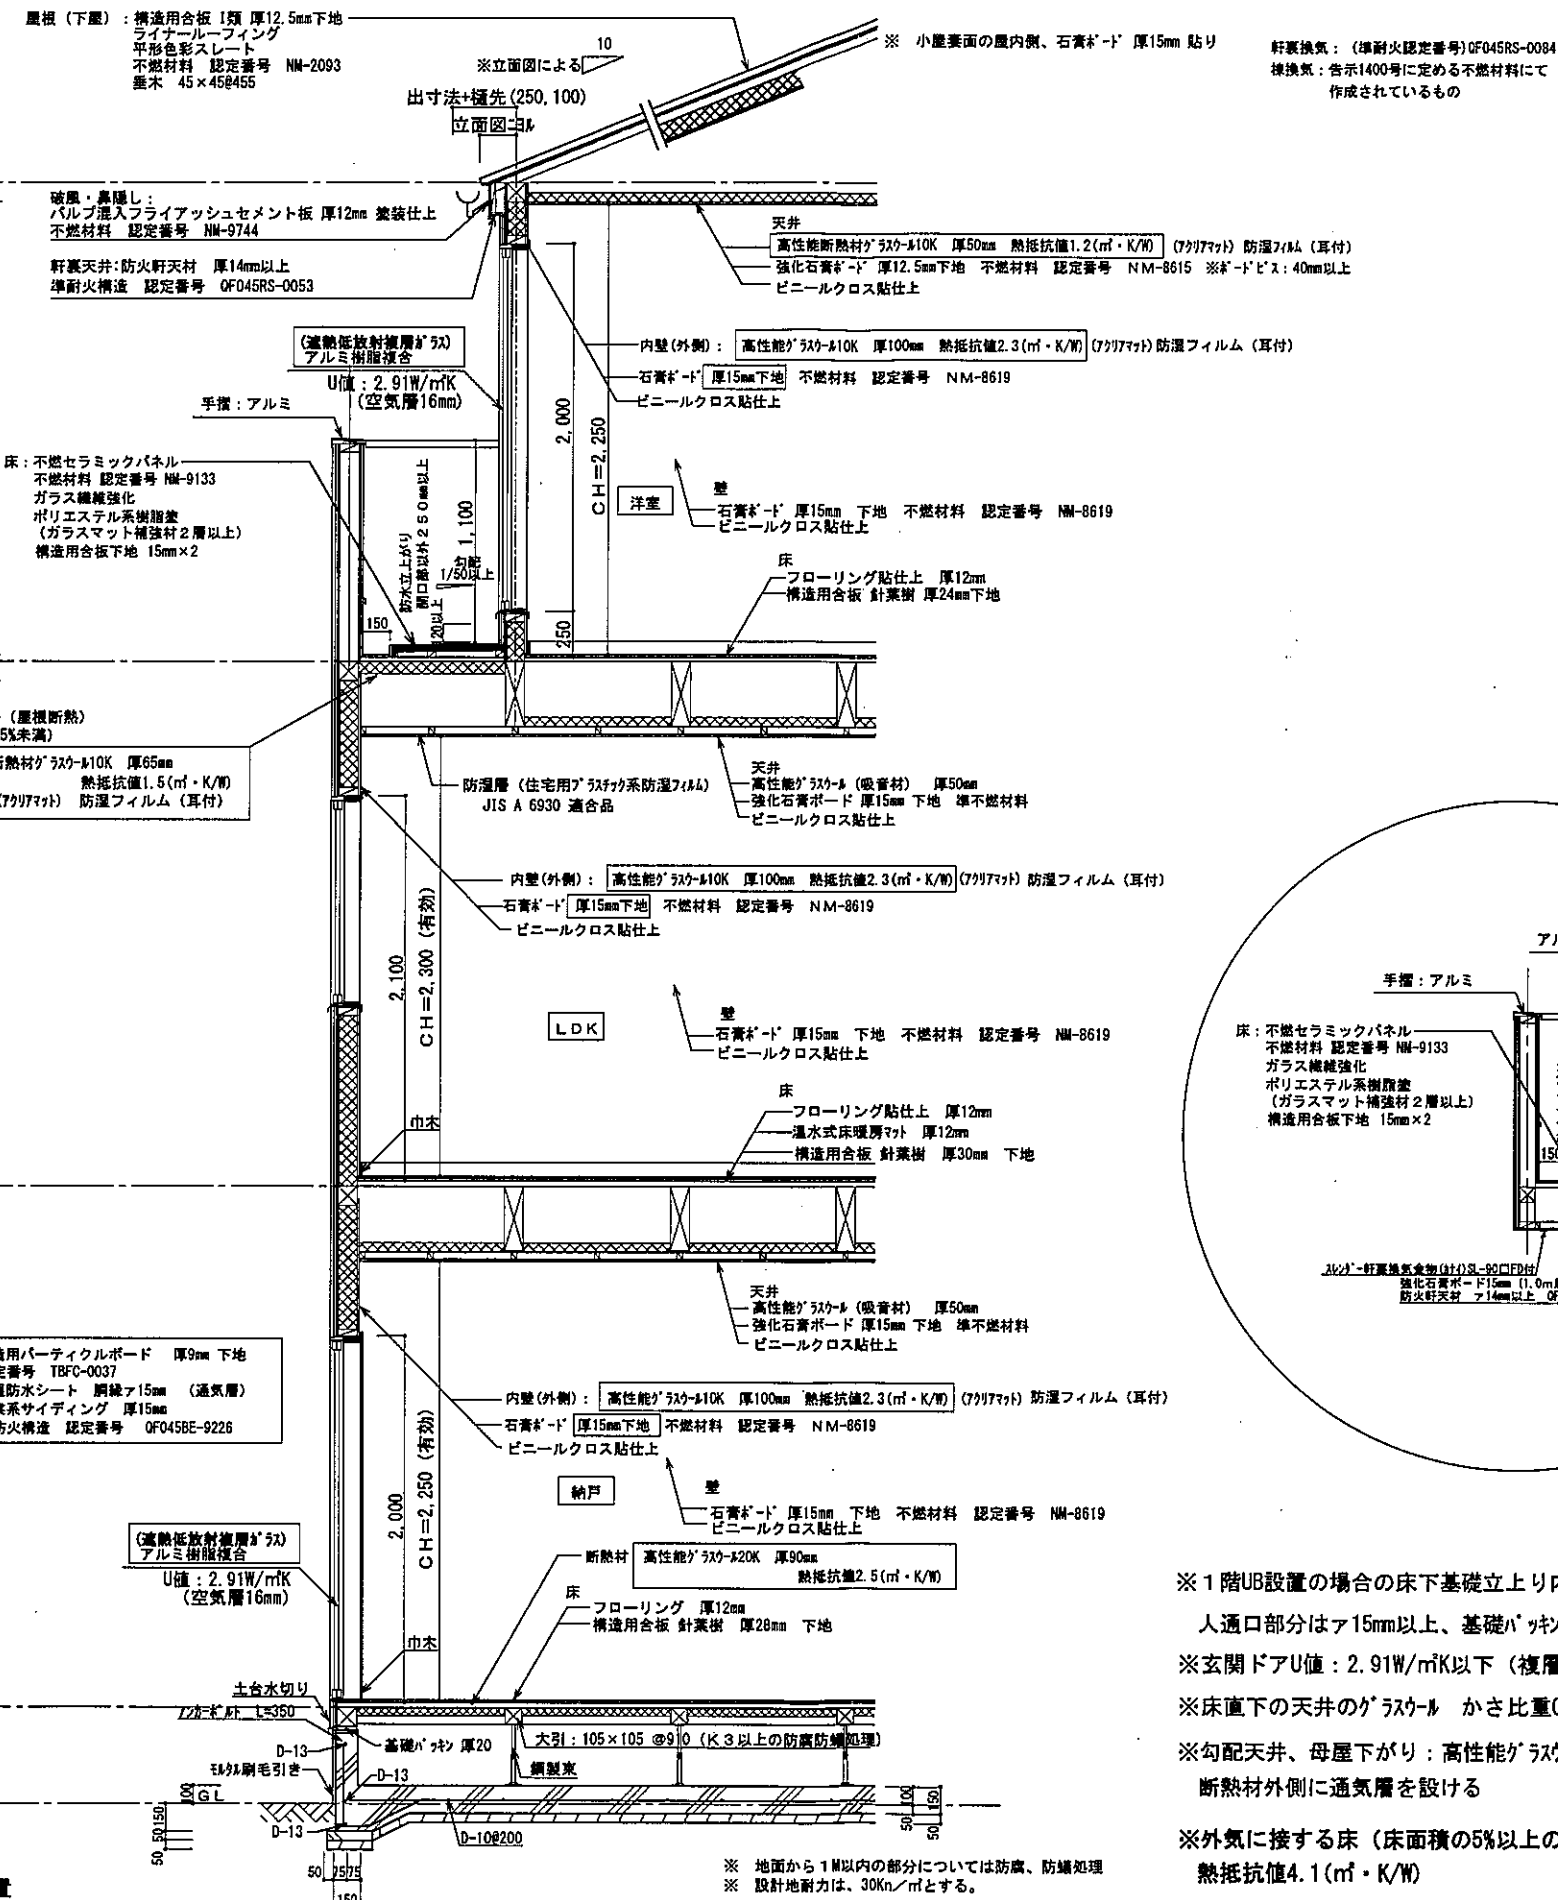 屋根（下屋）：構造用合板 Ⅰ類 厚12.5mm下地
ライナールーフィング
平形色彩スレート
不燃材料 認定番号 NM-2093
垂木 45×45@455
※立面図による
10
出寸法+樋先(250,100)
立面図ニヨル
※ 小屋裏面の屋内側、石膏ﾎﾞｰﾄﾞ 厚15mm 貼り
軒裏換気：（準耐火認定番号)QF045RS-0084
棟換気：告示1400号に定める不燃材料にて
作成されているもの
破風・鼻隠し：
パルプ混入フライアッシュセメント板 厚12mm 塗装仕上
不燃材料 認定番号 NM-9744
軒裏天井:防火軒天材 厚14mm以上
準耐火構造 認定番号 QF045RS-0053
天井
高性能断熱材ｸﾞﾗｽｳｰﾙ10K 厚50mm 熱抵抗値1.2(㎡・K/W) (ｱｸﾘｱﾏｯﾄ) 防湿ﾌｨﾙﾑ（耳付）
強化石膏ﾎﾞｰﾄﾞ 厚12.5mm下地 不燃材料 認定番号 NM-8615 ※ﾎﾞｰﾄﾞﾋﾞｽ：40mm以上
ビニールクロス貼仕上
(遮熱低放射複層ｶﾞﾗｽ)
アルミ樹脂複合
U値：2.91W/㎡K
(空気層16mm)
内壁(外側)：高性能ｸﾞﾗｽｳｰﾙ10K 厚100mm 熱抵抗値2.3(㎡・K/W) (ｱｸﾘｱﾏｯﾄ) 防湿フィルム（耳付）
石膏ﾎﾞｰﾄﾞ 厚15mm下地 不燃材料 認定番号 NM-8619
ビニールクロス貼仕上
手摺：アルミ
床：不燃セラミックパネル
不燃材料 認定番号 NM-9133
ガラス繊維強化
ポリエステル系樹脂塗
(ガラスマット補強材２層以上)
構造用合板下地 15mm×2
防水立上がり
開口部以外２５０mm以上
1,100
勾配
1/50以上
120以上
150
2,000
250
CH=2,250
洋室
壁
石膏ﾎﾞｰﾄﾞ 厚15mm 下地 不燃材料 認定番号 NM-8619
ビニールクロス貼仕上
床
フローリング貼仕上 厚12mm
構造用合板 針葉樹 厚24mm下地
（屋根断熱）
5%未満）
断熱材ｸﾞﾗｽｳｰﾙ10K 厚65mm
熱抵抗値1.5(㎡・K/W)
(ｱｸﾘｱﾏｯﾄ) 防湿フィルム（耳付）
防湿層（住宅用ﾌﾟﾗｽﾁｯｸ系防湿ﾌｨﾙﾑ）
JIS A 6930 適合品
天井
高性能ｸﾞﾗｽｳｰﾙ（吸音材） 厚50mm
強化石膏ボード 厚15mm 下地 準不燃材料
ビニールクロス貼仕上
内壁(外側)：高性能ｸﾞﾗｽｳｰﾙ10K 厚100mm 熱抵抗値2.3(㎡・K/W) (ｱｸﾘｱﾏｯﾄ) 防湿フィルム（耳付）
石膏ﾎﾞｰﾄﾞ 厚15mm下地 不燃材料 認定番号 NM-8619
ビニールクロス貼仕上
2,100
CH=2,300（有効）
LDK
壁
石膏ﾎﾞｰﾄﾞ 厚15mm 下地 不燃材料 認定番号 NM-8619
ビニールクロス貼仕上
床
フローリング貼仕上 厚12mm
温水式床暖房ﾏｯﾄ 厚12mm
構造用合板 針葉樹 厚30mm 下地
巾木
手摺：アルミ
床：不燃セラミックパネル
不燃材料 認定番号 NM-9133
ガラス繊維強化
ポリエステル系樹脂塗
(ガラスマット補強材２層以上)
構造用合板下地 15mm×2
150
ｽﾚﾝﾀﾞｰ軒裏換気金物(ﾖﾈｲ)SL-90口FD付
強化石膏ボード15mm (1.0m
防火軒天材 ｱ14mm以上
天井
高性能ｸﾞﾗｽｳｰﾙ（吸音材） 厚50mm
強化石膏ボード 厚15mm 下地 準不燃材料
ビニールクロス貼仕上
造用パーティクルボード 厚9mm 下地
定番号 TBFC-0037
湿防水シート 胴縁ｱ15mm （通気層）
業系サイディング 厚15mm
防火構造 認定番号 QF045BE-9226
内壁(外側)：高性能ｸﾞﾗｽｳｰﾙ10K 厚100mm 熱抵抗値2.3(㎡・K/W) (ｱｸﾘｱﾏｯﾄ) 防湿フィルム（耳付）
石膏ﾎﾞｰﾄﾞ 厚15mm下地 不燃材料 認定番号 NM-8619
ビニールクロス貼仕上
2,000
CH=2,250（有効）
納戸
壁
石膏ﾎﾞｰﾄﾞ 厚15mm 下地 不燃材料 認定番号 NM-8619
ビニールクロス貼仕上
(遮熱低放射複層ｶﾞﾗｽ)
アルミ樹脂複合
U値：2.91W/㎡K
(空気層16mm)
断熱材 高性能ｸﾞﾗｽｳｰﾙ20K 厚90mm
熱抵抗値2.5(㎡・K/W)
床
フローリング 厚12mm
構造用合板 針葉樹 厚28mm 下地
巾木
土台水切り
ｱﾝｶｰﾎﾞﾙﾄ L=350
D-13
基礎ﾊﾟｯｷﾝ 厚20
大引：105×105 @910（K３以上の防腐防蟻処理）
鋼製束
ﾓﾙﾀﾙ刷毛引き
D-13
100
GL
D-13
D-10@200
150
50
50
50
75
75
150
100
150
50
50
※ 地面から１M以内の部分については防腐、防蟻処理
※ 設計地耐力は、30Kn／㎡とする。
※１階UB設置の場合の床下基礎立上り内
人通口部分はｱ15mm以上、基礎ﾊﾟｯｷﾝ
※玄関ドアU値：2.91W/㎡K以下（複層
※床直下の天井のｸﾞﾗｽｳｰﾙ かさ比重0
※勾配天井、母屋下がり：高性能ｸﾞﾗｽｳ
断熱材外側に通気層を設ける
※外気に接する床（床面積の5%以上の
熱抵抗値4.1(㎡・K/W)
置